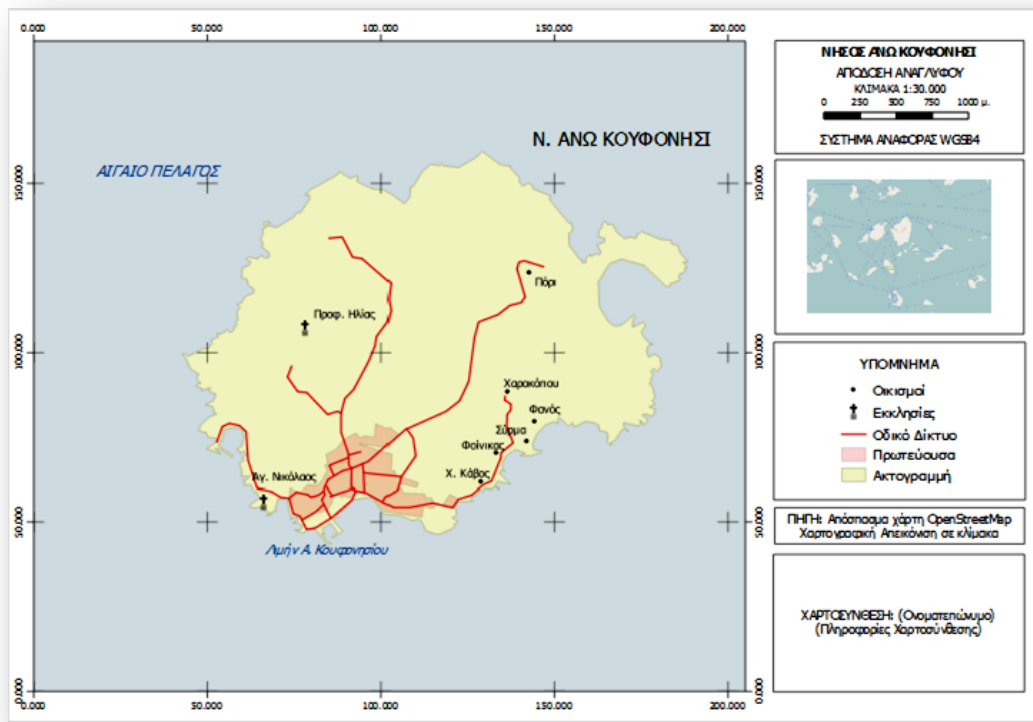 0.000 50.000 100.000 150.000 200.000
150.000
100.000
50.000
0.000
Ν. ΑΝΩ ΚΟΥΦΟΝΗΣΙ
ΑΙΓΑΙΟ ΠΕΛΑΓΟΣ
Πόρι
Προφ. Ηλίας
Χαροκόπου
Φανός
Σύρμα
Φοίνικας
Χ. Κάβος
Αγ. Νικόλαος
Λιμήν Α. Κουφονησίου
150.000
100.000
50.000
0.000
0.000 50.000 100.000 150.000 200.000
ΝΗΣΟΣ ΑΝΩ ΚΟΥΦΟΝΗΣΙ
ΑΠΟΔΟΣΗ ΑΝΑΓΛΥΦΟΥ
ΚΛΙΜΑΚΑ 1:30.000
0 250 500 750 1000 μ.
ΣΥΣΤΗΜΑ ΑΝΑΦΟΡΑΣ WGS84
ΥΠΟΜΝΗΜΑ
Οικισμοί
Εκκλησίες
Οδικό Δίκτυο
Πρωτεύουσα
Ακτογραμμή
ΠΗΓΗ: Απόσπασμα χάρτη OpenStreetMap
Χαρτογραφική Απεικόνιση σε κλίμακα
ΧΑΡΤΟΣΥΝΘΕΣΗ: (Ονοματεπώνυμο)
(Πληροφορίες Χαρτοσύνθεσης)